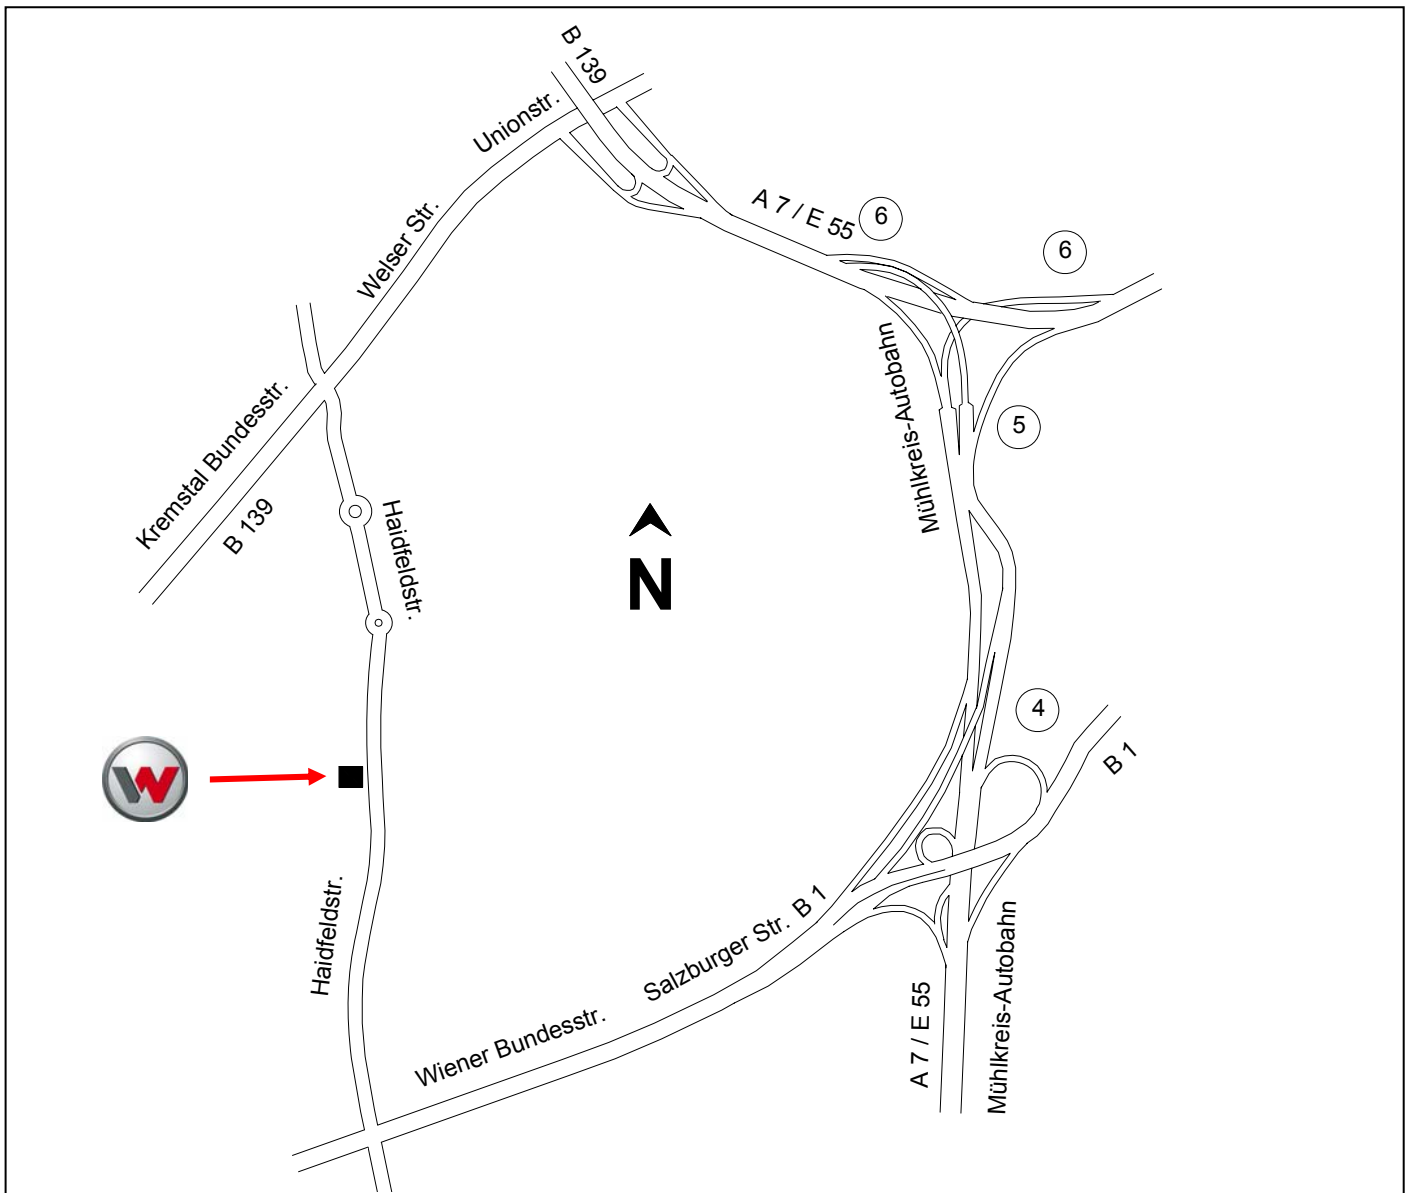 B 139
Unionstr.
A 7 / E 55
6
6
Welser Str.
Mühlkreis-Autobahn
Kremstal Bundesstr.
5
B 139
Haidfeldstr.
N
4
B 1
W
Haidfeldstr.
Salzburger Str. B 1
Wiener Bundesstr.
A 7 / E 55
Mühlkreis-Autobahn